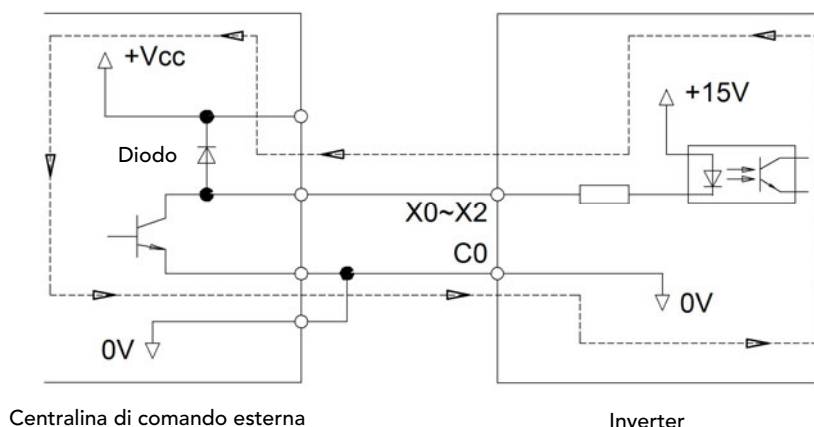 +Vcc
+15V
Diodo
X0~X2
C0
0V
0V
Centralina di comando esterna
Inverter